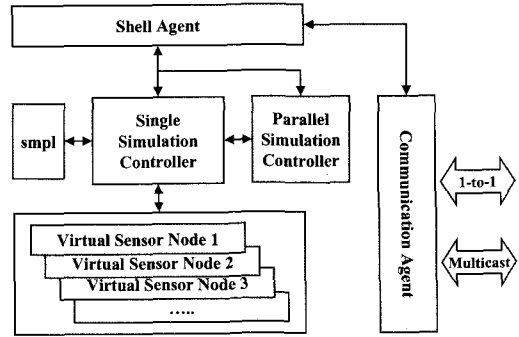 Shell Agent
smpl
Single
Simulation
Controller
Parallel
Simulation
Controller
Communication Agent
1-to-1
Multicast
Virtual Sensor Node 1
Virtual Sensor Node 2
Virtual Sensor Node 3
.....